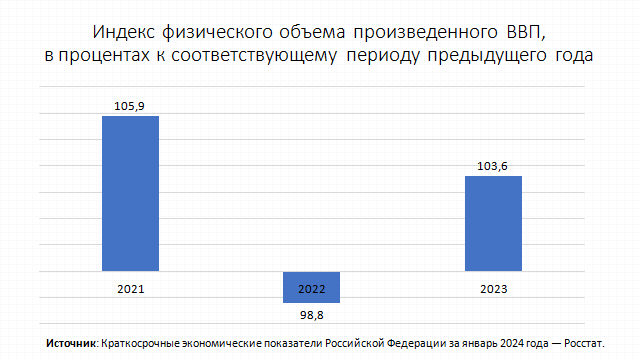 Индекс физического объема произведенного ВВП,
в процентах к соответствующему периоду предыдущего года
105,9
103,6
2021
2022
2023
98,8
Источник: Краткосрочные экономические показатели Российской Федерации за январь 2024 года — Росстат.